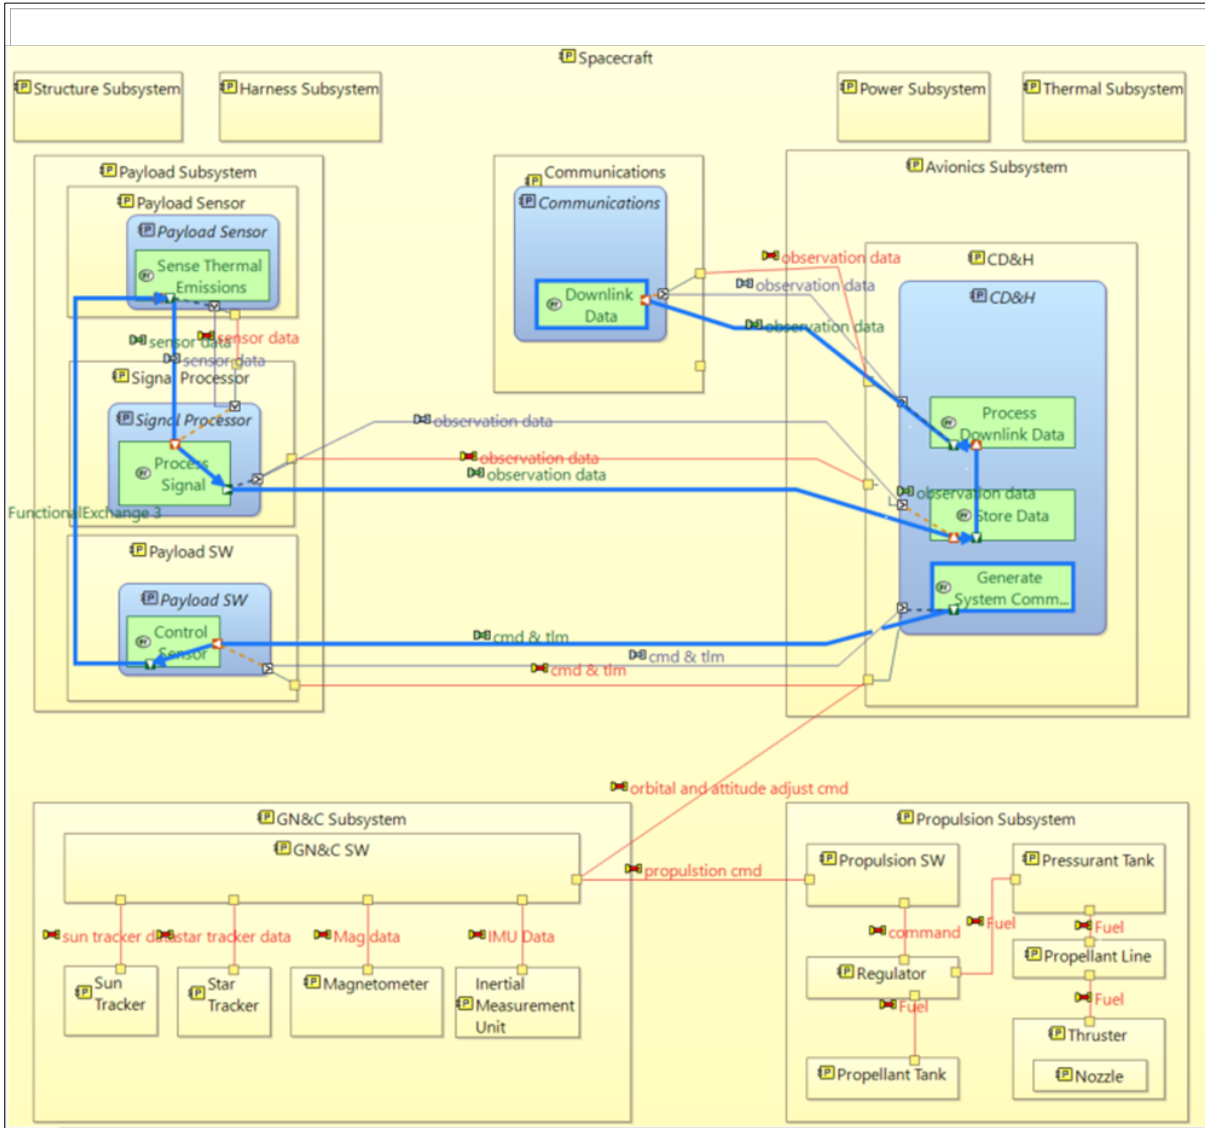 Spacecraft
Structure Subsystem
Harness Subsystem
Power Subsystem
Thermal Subsystem
Payload Subsystem
Payload Sensor
Payload Sensor
Sense Thermal
Emissions
sensor data
sensor data
sensor data
Signal Processor
Signal Processor
Process
Signal
FunctionalExchange 3
Payload SW
Payload SW
Control
Sensor
Communications
Communications
Downlink
Data
observation data
observation data
observation data
observation data
observation data
observation data
Avionics Subsystem
CD&H
CD&H
Process
Downlink Data
observation data
Store Data
Generate
System Comm...
cmd & tlm
cmd & tlm
cmd & tlm
orbital and attitude adjust cmd
GN&C Subsystem
GN&C SW
propulstion cmd
sun tracker data
star tracker data
Mag data
IMU Data
Sun
Tracker
Star
Tracker
Magnetometer
Inertial
Measurement
Unit
Propulsion Subsystem
Propulsion SW
Pressurant Tank
command
Fuel
Fuel
Regulator
Propellant Line
Fuel
Fuel
Thruster
Propellant Tank
Nozzle